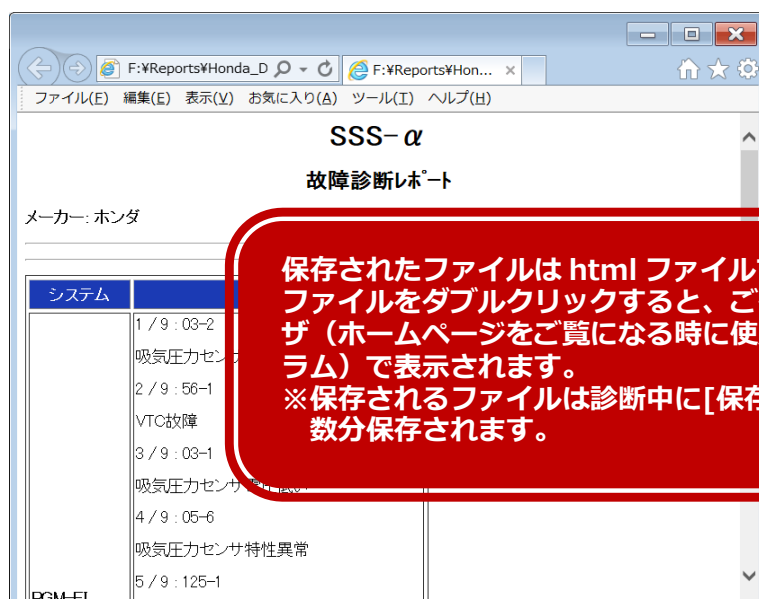 F:¥Reports¥Honda_D
F:¥Reports¥Hon...
ファイル(F) 編集(E) 表示(V) お気に入り(A) ツール(T) ヘルプ(H)
SSS-α
故障診断ﾚﾎﾟｰﾄ
メーカー: ホンダ
システム
1 / 9 : 03-2
吸気圧力センサ
2 / 9 : 56-1
VTC故障
3 / 9 : 03-1
吸気圧力センサ
4 / 9 : 05-6
吸気圧力センサ特性異常
5 / 9 : 125-1
PGM-FI
保存されたファイルは html ファイル
ファイルをダブルクリックすると、ご
ザ（ホームページをご覧になる時に使
ラム）で表示されます。
※保存されるファイルは診断中に[保存
数分保存されます。